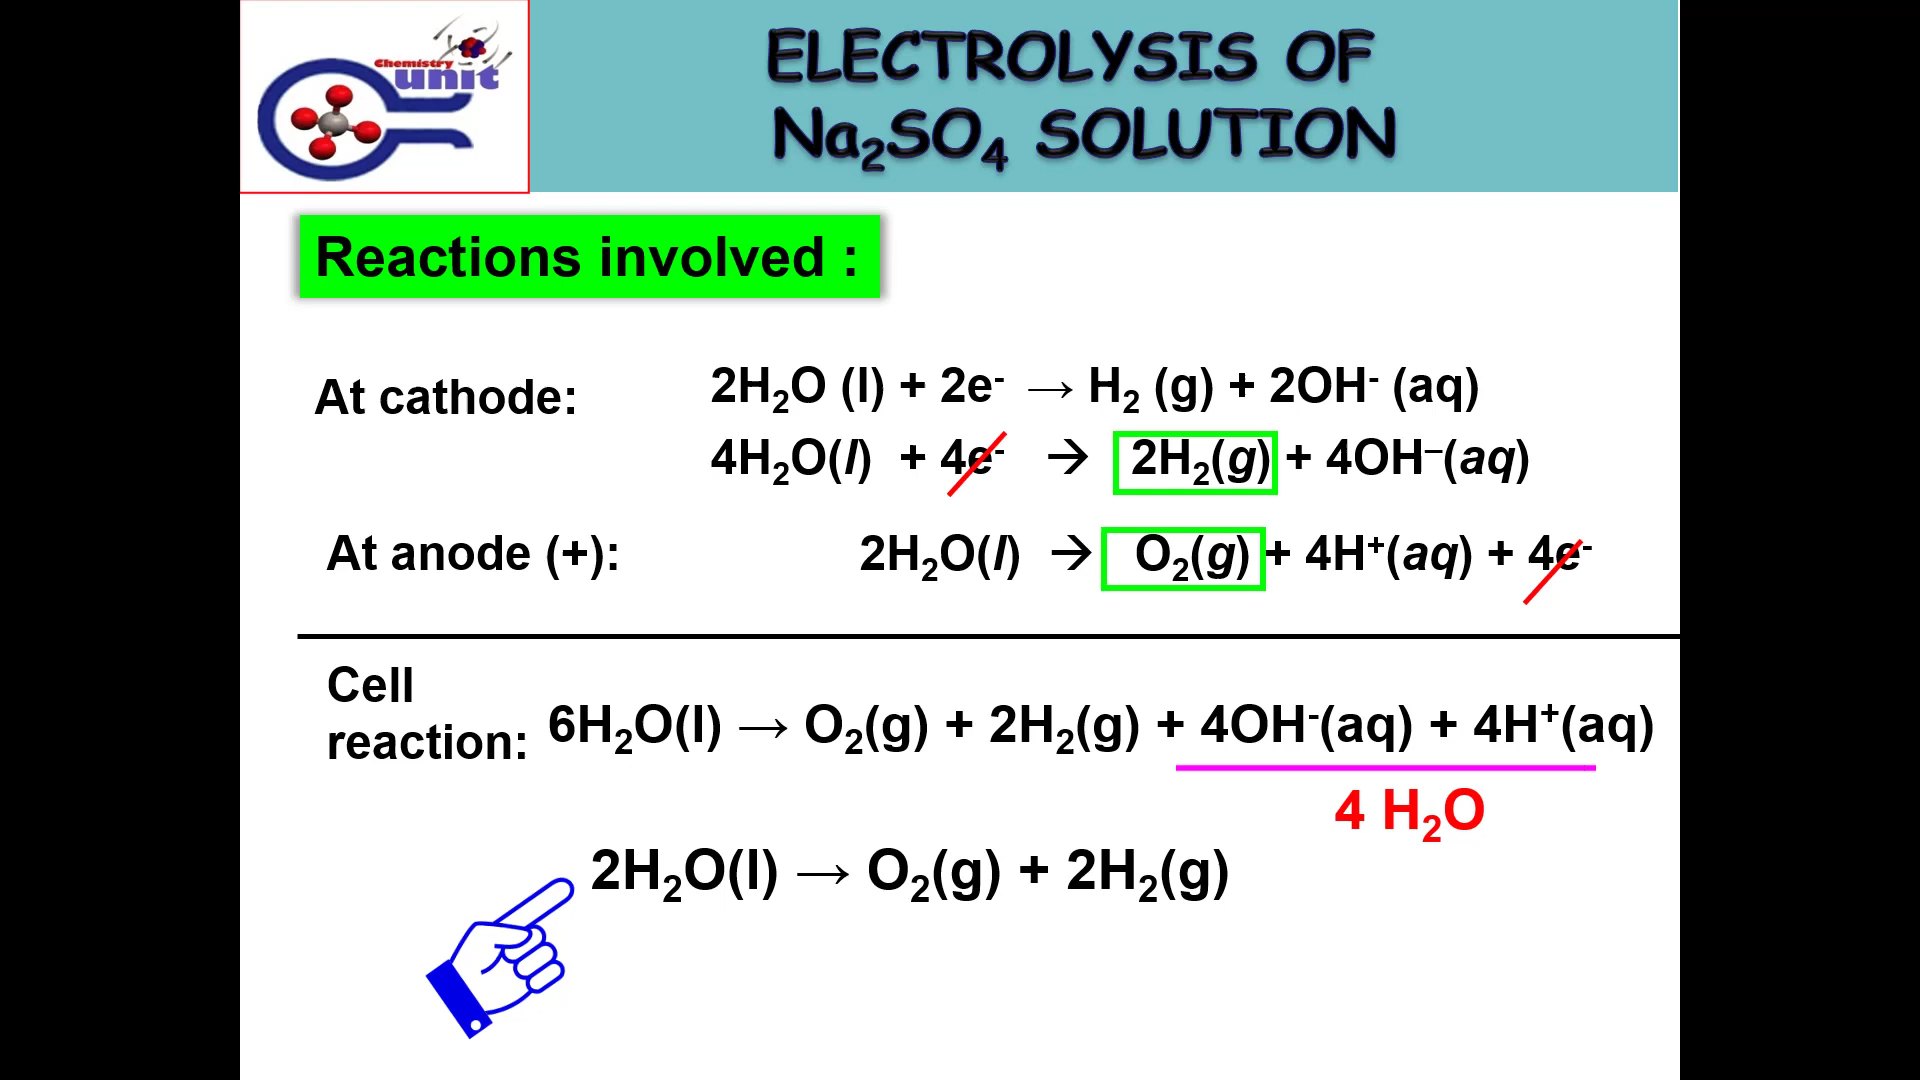 Chemistry
unit
ELECTROLYSIS OF
Na₂SO₄ SOLUTION
Reactions involved :
At cathode: 2H₂O (l) + 2e⁻ → H₂ (g) + 2OH⁻ (aq)
4H₂O(l) + 4e⁻ → 2H₂(g) + 4OH⁻(aq)
At anode (+): 2H₂O(l) → O₂(g) + 4H⁺(aq) + 4e⁻
Cell
reaction: 6H₂O(l) → O₂(g) + 2H₂(g) + 4OH⁻(aq) + 4H⁺(aq)
4 H₂O
2H₂O(l) → O₂(g) + 2H₂(g)